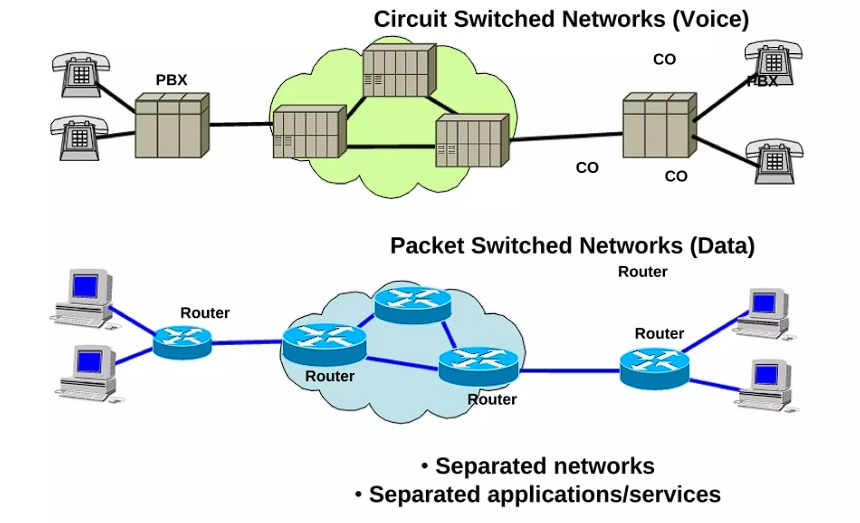 Circuit Switched Networks (Voice)
CO
PBX
PBX
CO
CO
Packet Switched Networks (Data)
Router
Router
Router
Router
Router
• Separated networks
• Separated applications/services